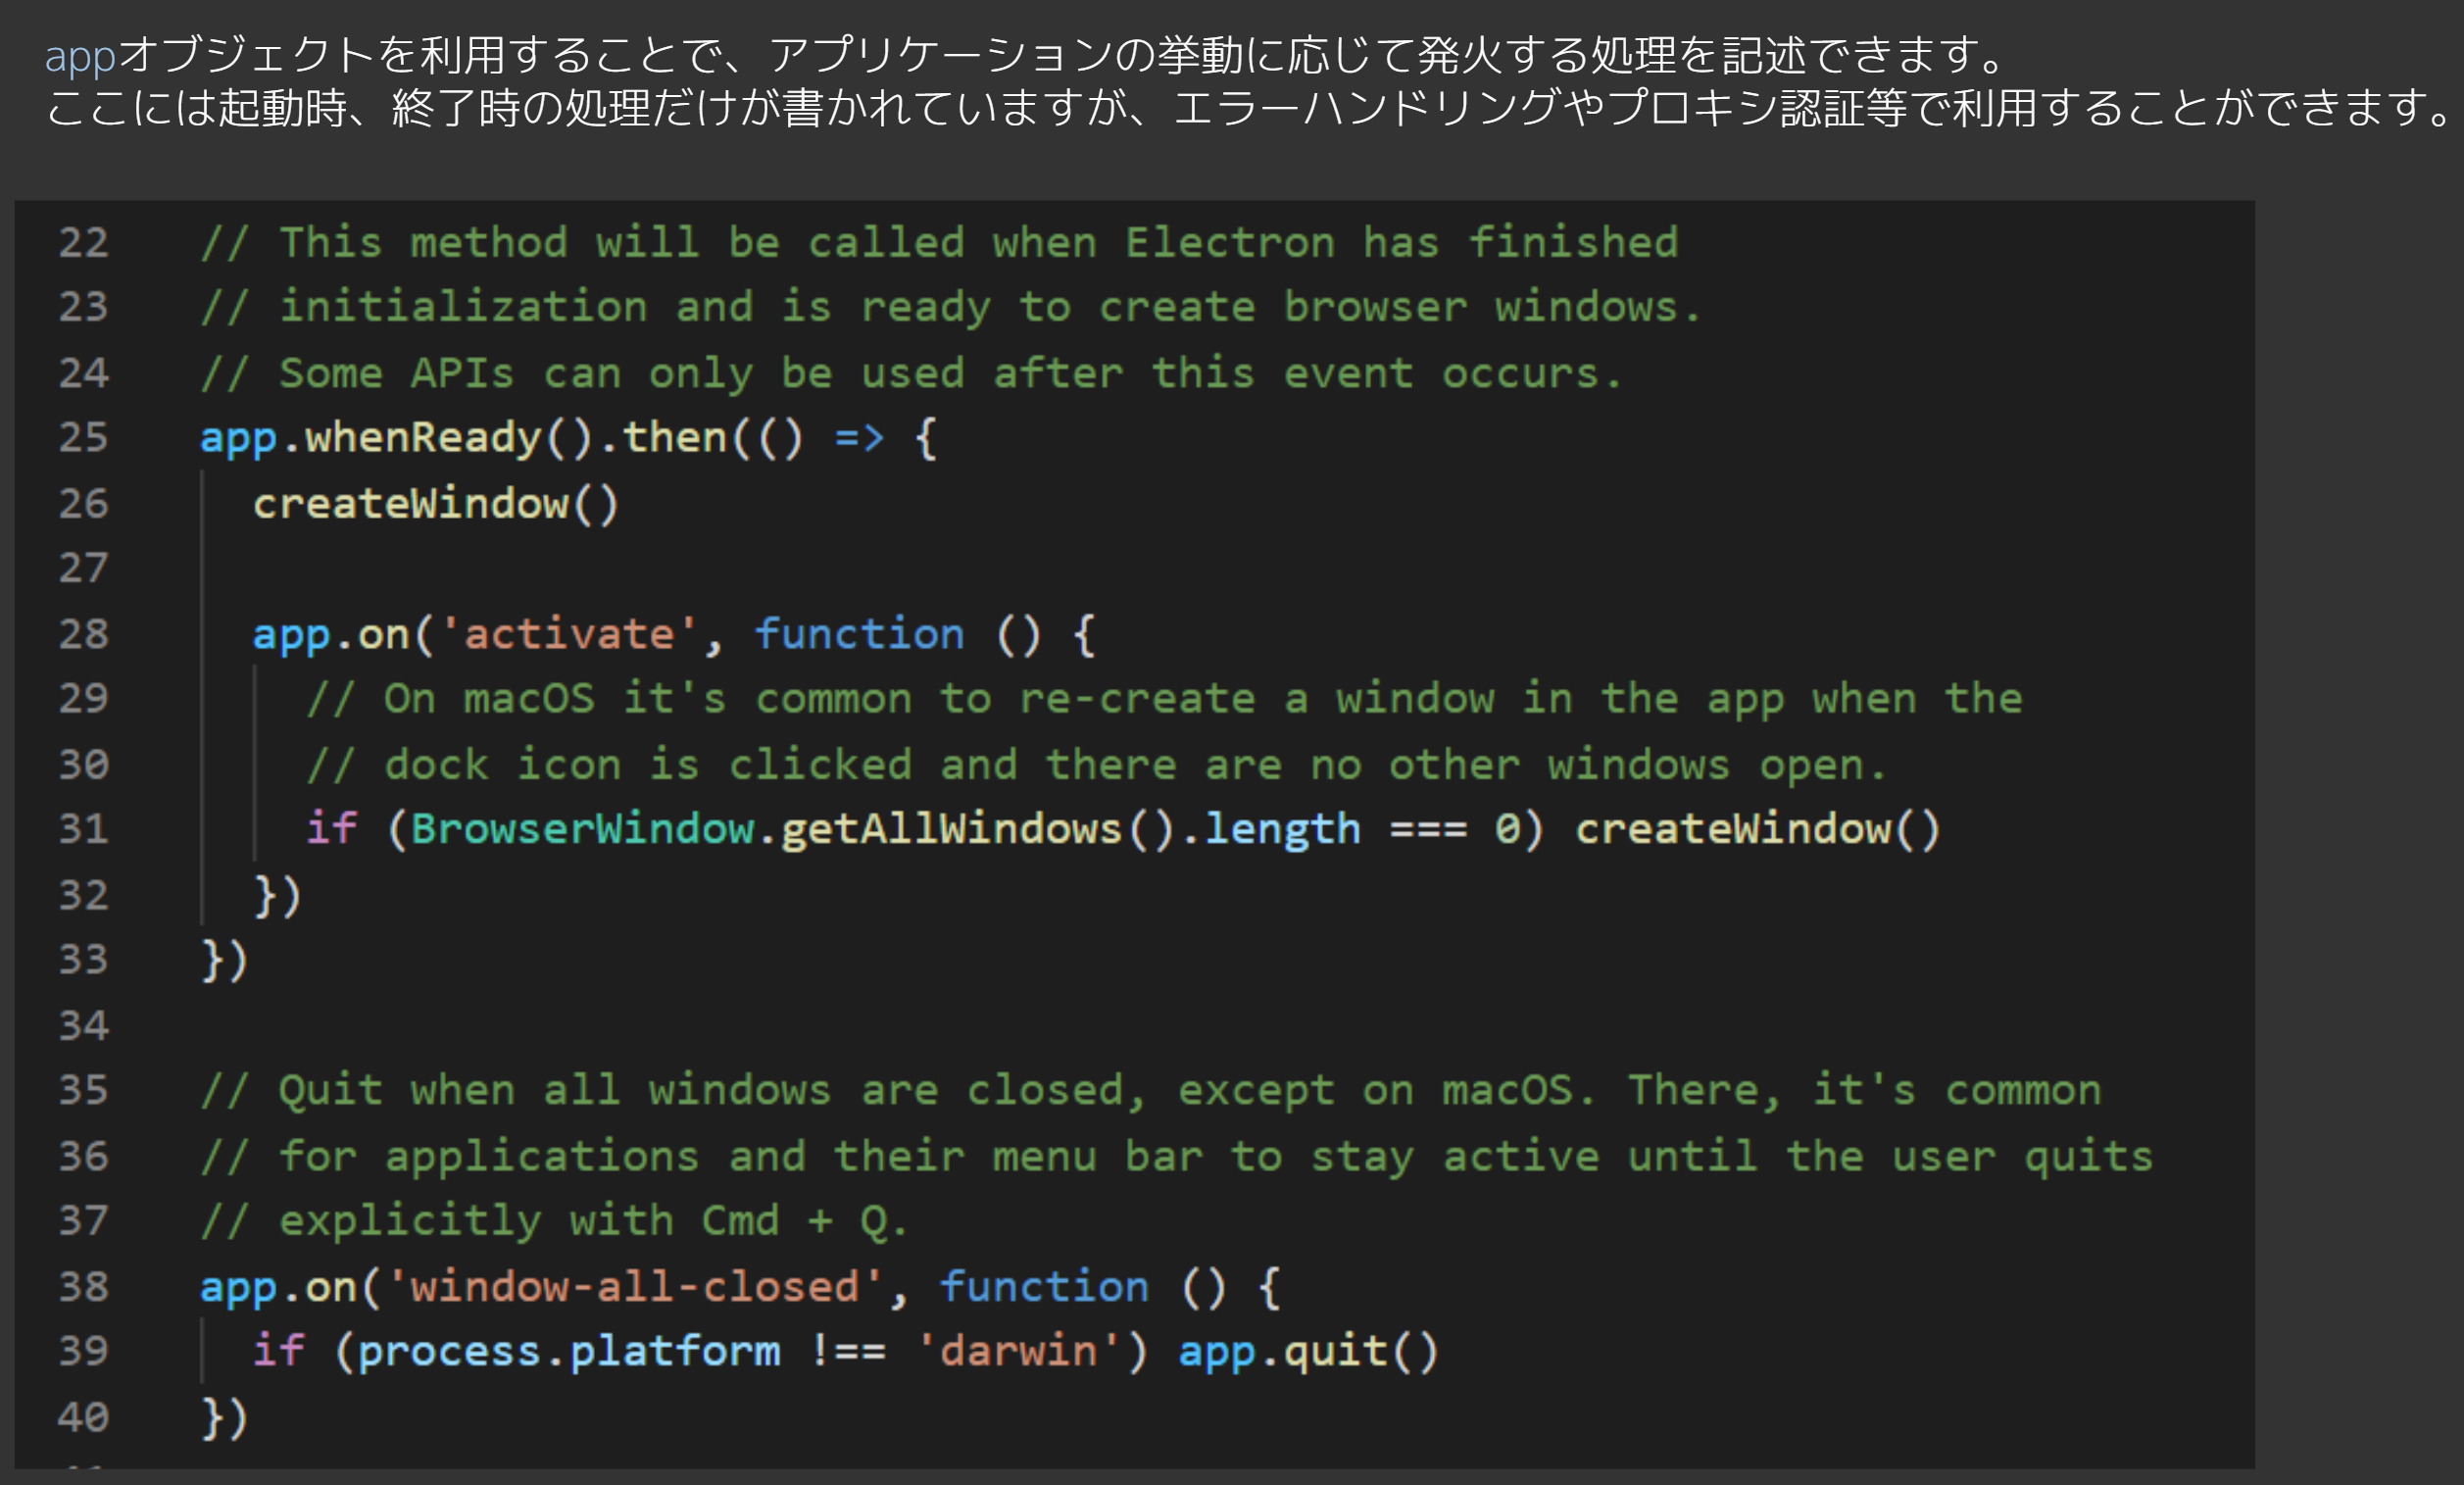 appオブジェクトを利用することで、アプリケーションの挙動に応じて発火する処理を記述できます。
ここには起動時、終了時の処理だけが書かれていますが、エラーハンドリングやプロキシ認証等で利用することができます。
22 // This method will be called when Electron has finished
23 // initialization and is ready to create browser windows.
24 // Some APIs can only be used after this event occurs.
25 app.whenReady().then(() => {
26   createWindow()
27
28   app.on('activate', function () {
29     // On macOS it's common to re-create a window in the app when the
30     // dock icon is clicked and there are no other windows open.
31     if (BrowserWindow.getAllWindows().length === 0) createWindow()
32   })
33 })
34
35 // Quit when all windows are closed, except on macOS. There, it's common
36 // for applications and their menu bar to stay active until the user quits
37 // explicitly with Cmd + Q.
38 app.on('window-all-closed', function () {
39   if (process.platform !== 'darwin') app.quit()
40 })